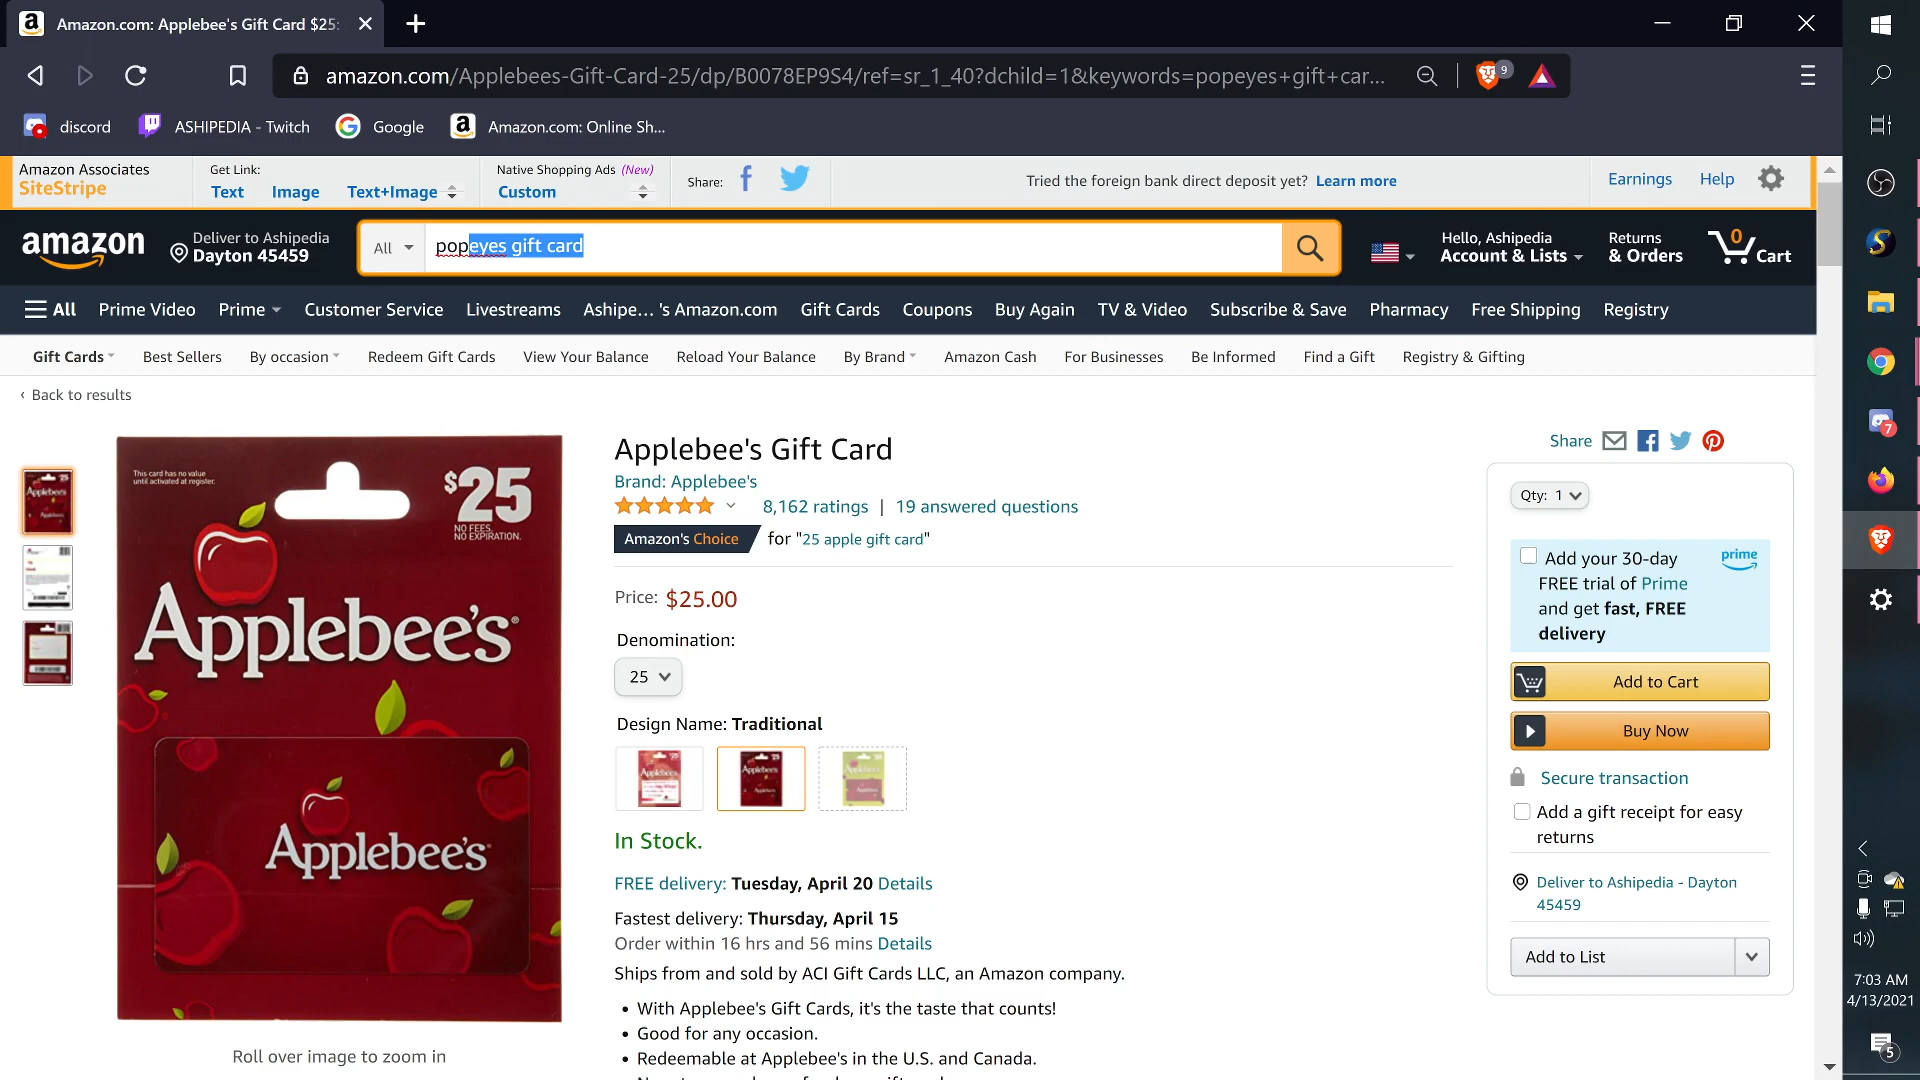 Amazon.com: Applebee's Gift Card $25:
amazon.com/Applebees-Gift-Card-25/dp/B0078EP9S4/ref=sr_1_40?dchild=1&keywords=popeyes+gift+car...
9
discord
ASHIPEDIA - Twitch
Google
Amazon.com: Online Sh...
Amazon Associates
SiteStripe
Get Link:
Text
Image
Text+Image
Native Shopping Ads (New)
Custom
Share:
Tried the foreign bank direct deposit yet? Learn more
Earnings
Help
amazon
Deliver to Ashipedia
Dayton 45459
All
popeyes gift card
Hello, Ashipedia
Account & Lists
Returns
& Orders
0
Cart
All
Prime Video
Prime
Customer Service
Livestreams
Ashipe... 's Amazon.com
Gift Cards
Coupons
Buy Again
TV & Video
Subscribe & Save
Pharmacy
Free Shipping
Registry
Gift Cards
Best Sellers
By occasion
Redeem Gift Cards
View Your Balance
Reload Your Balance
By Brand
Amazon Cash
For Businesses
Be Informed
Find a Gift
Registry & Gifting
‹ Back to results
This card has no value
until activated at register.
$25
NO FEES.
NO EXPIRATION.
Applebee's®
Applebee's®
Roll over image to zoom in
Applebee's Gift Card
Brand: Applebee's
8,162 ratings | 19 answered questions
Amazon's Choice for "25 apple gift card"
Price: $25.00
Denomination:
25
Design Name: Traditional
In Stock.
FREE delivery: Tuesday, April 20 Details
Fastest delivery: Thursday, April 15
Order within 16 hrs and 56 mins Details
Ships from and sold by ACI Gift Cards LLC, an Amazon company.
• With Applebee's Gift Cards, it's the taste that counts!
• Good for any occasion.
• Redeemable at Applebee's in the U.S. and Canada.
Share
Qty: 1
Add your 30-day
FREE trial of Prime
and get fast, FREE
delivery
prime
Add to Cart
Buy Now
Secure transaction
Add a gift receipt for easy
returns
Deliver to Ashipedia - Dayton
45459
Add to List
7
7:03 AM
4/13/2021
5